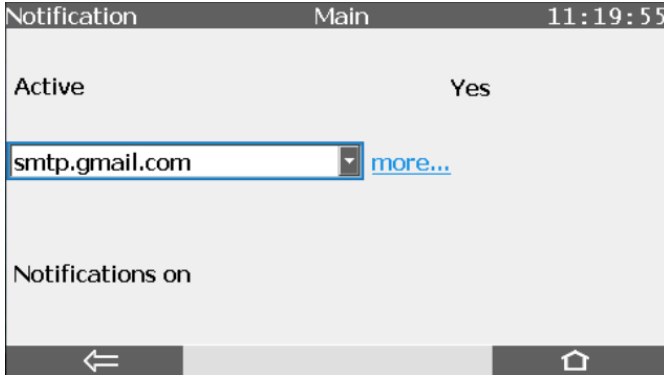 Notification Main 11:19:55
Active Yes
smtp.gmail.com more...
Notifications on